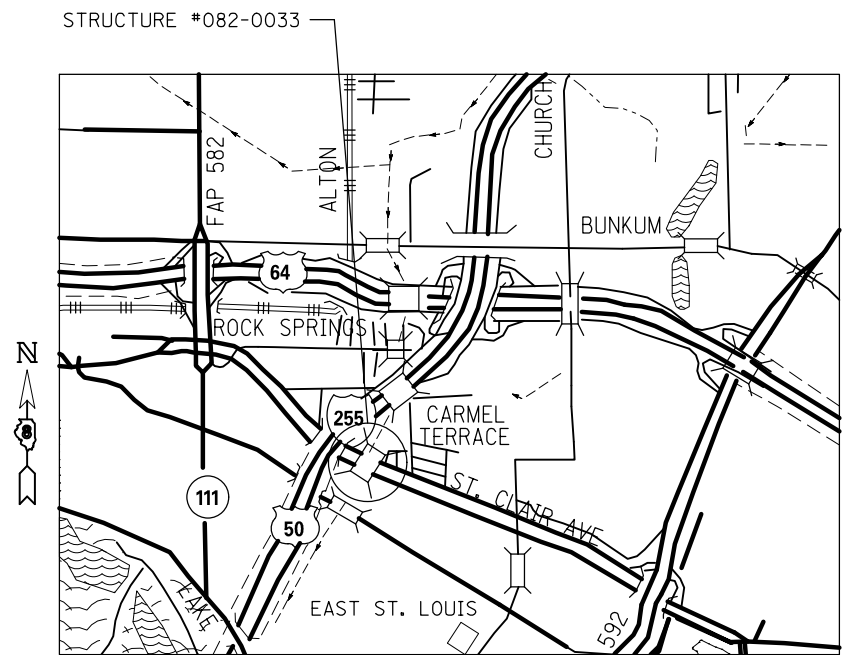 STRUCTURE #082-0033
CHURCH
FAP 582
ALTON
BUNKUM
64
ROCK SPRINGS
N
8
255
CARMEL
TERRACE
ST. CLAIR AVE
111
50
LAKE
EAST ST. LOUIS
592